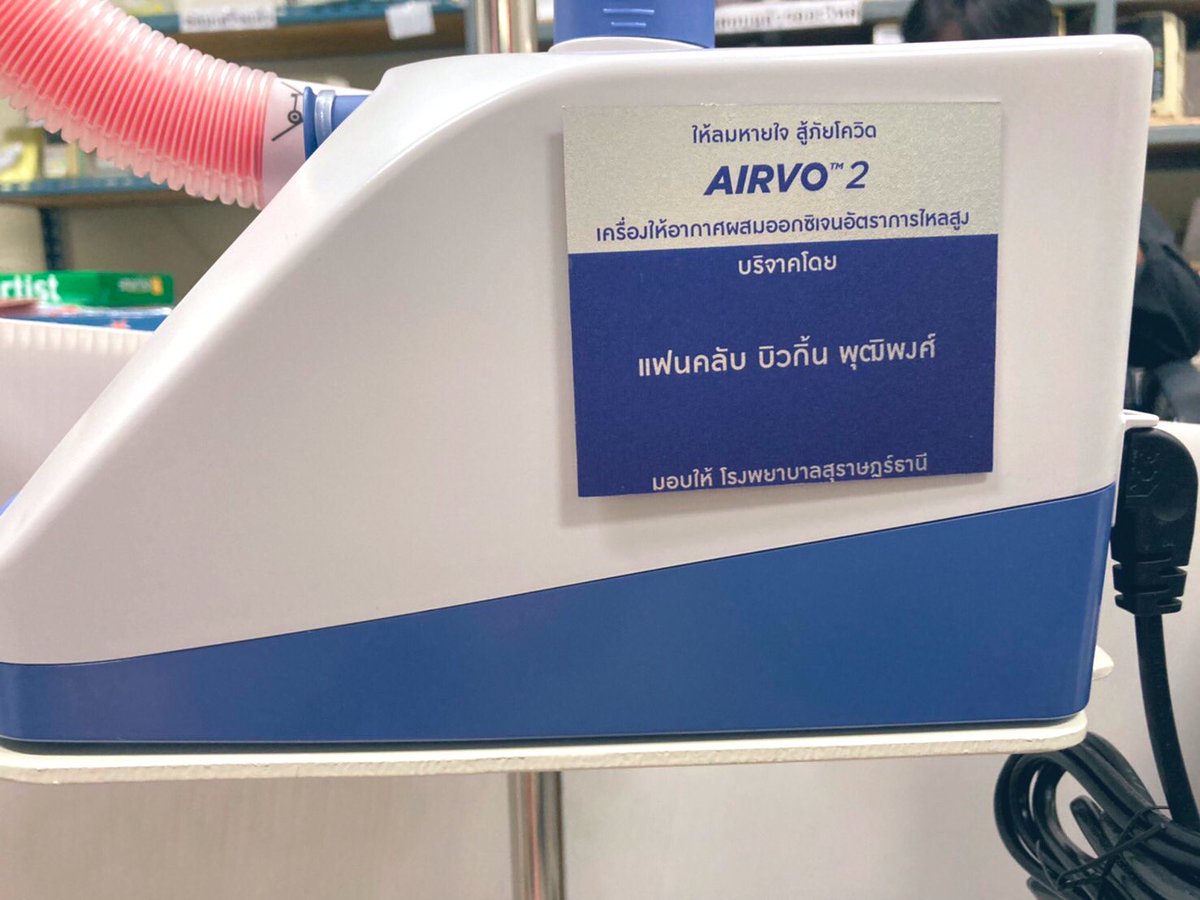 ให้ลมหายใจ สู้ภัยโควิด
AIRVO™ 2
เครื่องให้อากาศผสมออกซิเจนอัตราการไหลสูง
บริจาคโดย
แฟนคลับ บิวกิ้น พุฒิพงศ์
มอบให้ โรงพยาบาลสุราษฎร์ธานี
rtist